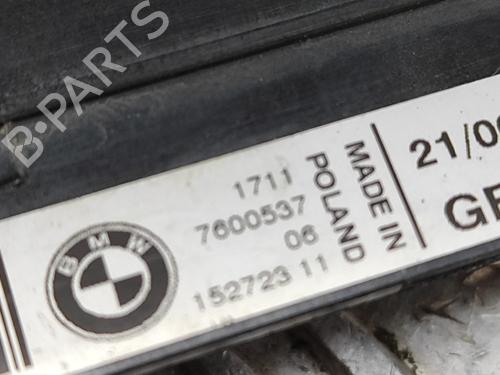 B-PARTS
BMW
1711
7600537
06
152723 11
MADE IN
POLAND
21/0
GE